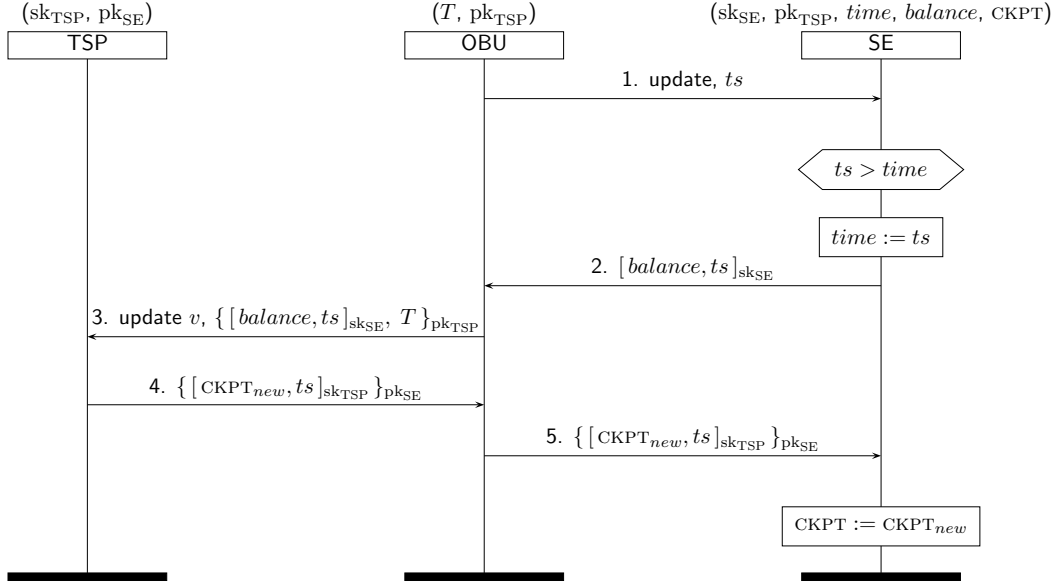 (sk_TSP, pk_SE) (T, pk_TSP) (sk_SE, pk_TSP, time, balance, CKPT)
TSP OBU SE
1. update, ts
ts > time
time := ts
2. [balance, ts]_sk_SE
3. update v, {[balance, ts]_sk_SE, T}_pk_TSP
4. {[CKPT_new, ts]_sk_TSP}_pk_SE
5. {[CKPT_new, ts]_sk_TSP}_pk_SE
CKPT := CKPT_new